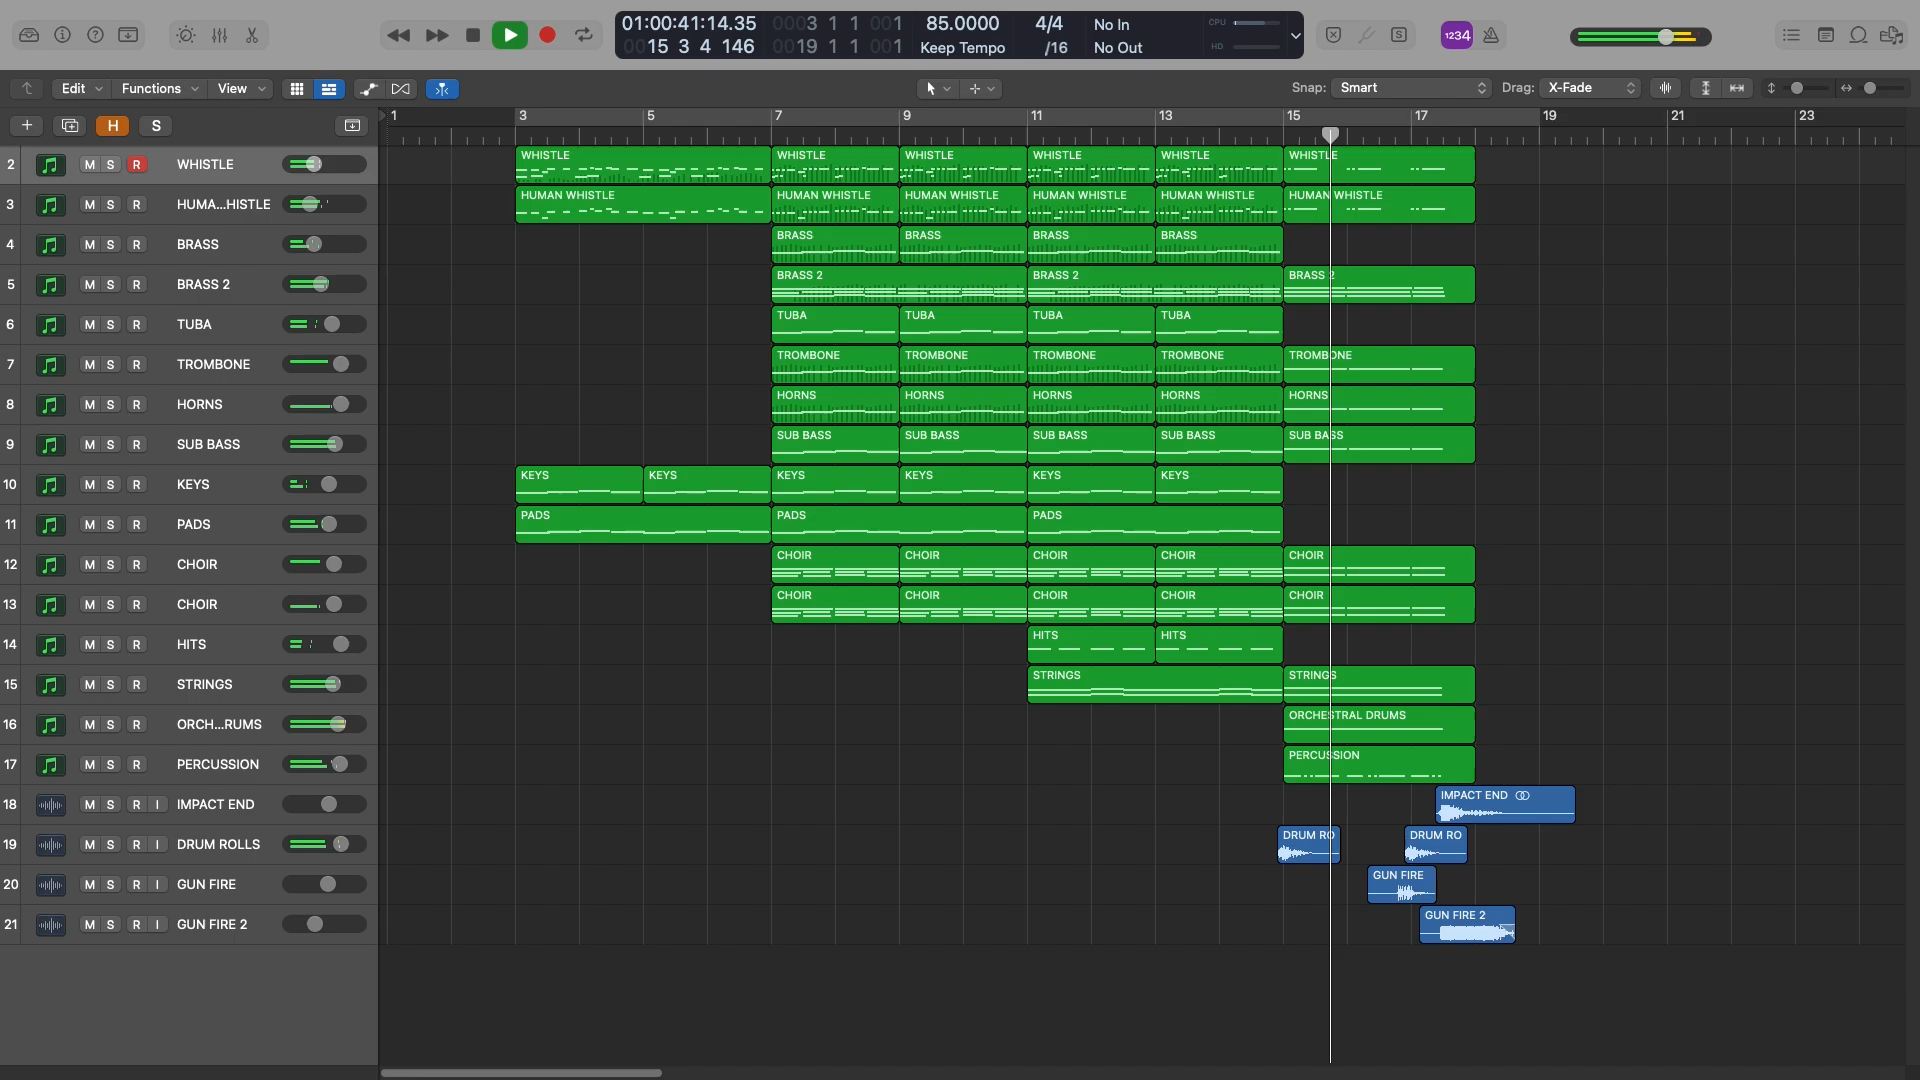 01:00:41:14.35 0003 1 1 001 85.0000 4/4 No In CPU
0015 3 4 146 0019 1 1 001 Keep Tempo /16 No Out HD
S 1234
Edit Functions View Snap: Smart Drag: X-Fade
H S 1 3 5 7 9 11 13 15 17 19 21 23
2 M S R WHISTLE WHISTLE WHISTLE WHISTLE WHISTLE WHISTLE WHISTLE
3 M S R HUMA...HISTLE HUMAN WHISTLE HUMAN WHISTLE HUMAN WHISTLE HUMAN WHISTLE HUMAN WHISTLE HUMAN WHISTLE
4 M S R BRASS BRASS BRASS BRASS BRASS
5 M S R BRASS 2 BRASS 2 BRASS 2 BRASS 2
6 M S R TUBA TUBA TUBA TUBA TUBA
7 M S R TROMBONE TROMBONE TROMBONE TROMBONE TROMBONE TROMBONE
8 M S R HORNS HORNS HORNS HORNS HORNS HORNS
9 M S R SUB BASS SUB BASS SUB BASS SUB BASS SUB BASS SUB BASS
10 M S R KEYS KEYS KEYS KEYS KEYS KEYS KEYS
11 M S R PADS PADS PADS PADS
12 M S R CHOIR CHOIR CHOIR CHOIR CHOIR CHOIR
13 M S R CHOIR CHOIR CHOIR CHOIR CHOIR CHOIR
14 M S R HITS HITS HITS
15 M S R STRINGS STRINGS STRINGS
16 M S R ORCH...RUMS ORCHESTRAL DRUMS
17 M S R PERCUSSION PERCUSSION
18 M S R I IMPACT END IMPACT END
19 M S R I DRUM ROLLS DRUM RO DRUM RO
20 M S R I GUN FIRE GUN FIRE
21 M S R I GUN FIRE 2 GUN FIRE 2